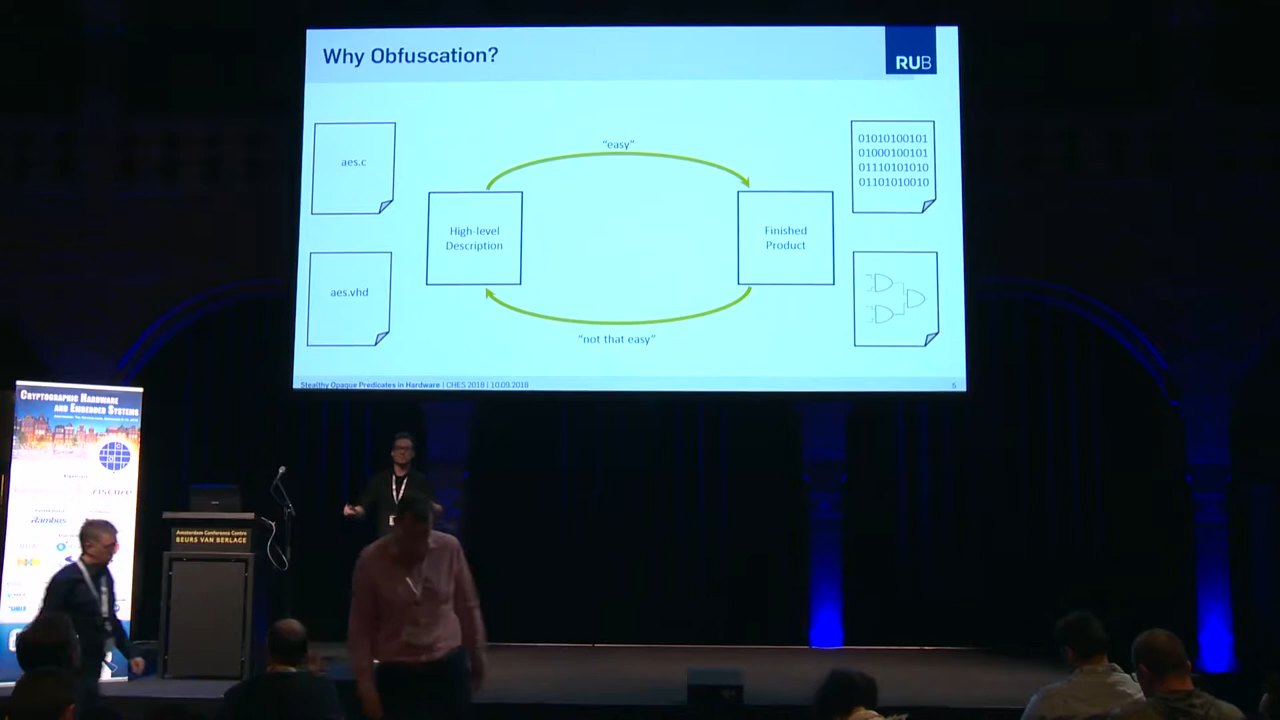 Why Obfuscation?
RUB
aes.c
"easy"
01010100101
01000100101
01110101010
01101010010
High-level
Description
Finished
Product
aes.vhd
"not that easy"
Stealthy Opaque Predicates in Hardware | CHES 2018 | 10.09.2018
5
CRYPTOGRAPHIC HARDWARE
AND EMBEDDED SYSTEMS
riscure
Rambus
Amsterdam Conference Centre
BEURS VAN BERLAGE